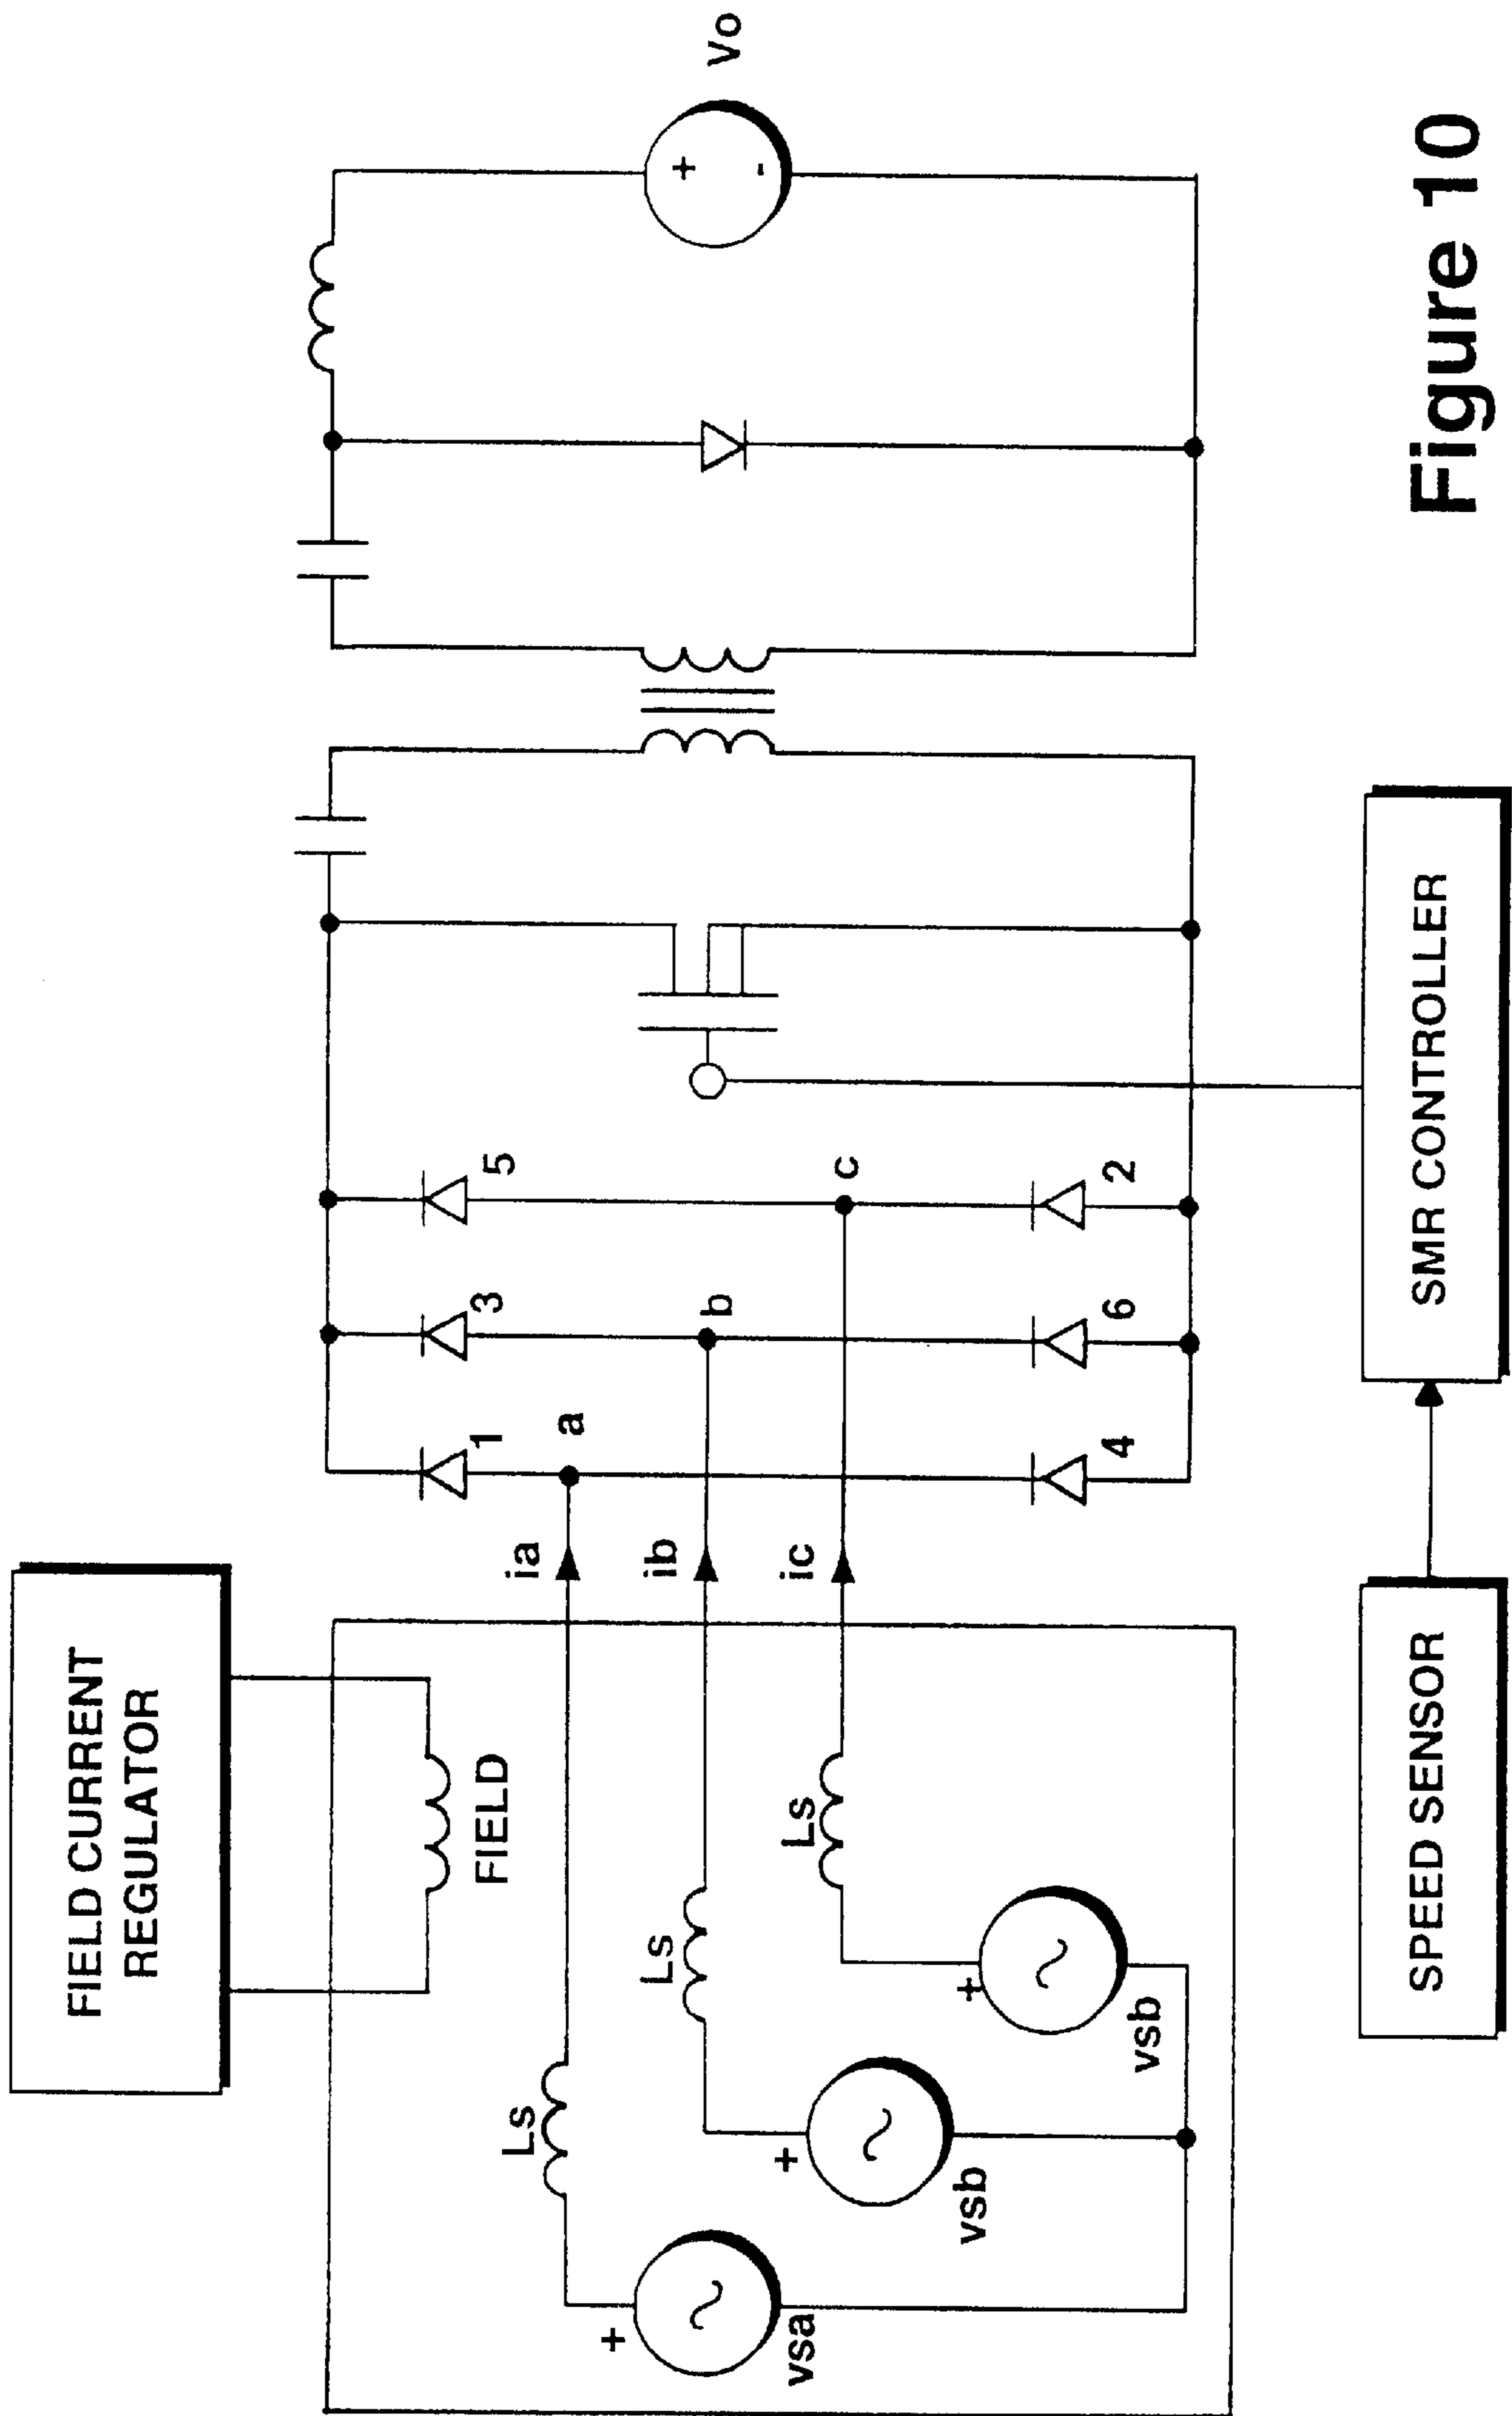 FIELD CURRENT
REGULATOR
FIELD
Ls
Ls
Ls
+
vsa
+
vsb
+
vsb
ia
ib
ic
a
b
c
1
3
5
4
6
2
+
-
Vo
SPEED SENSOR
SMR CONTROLLER
Figure 10